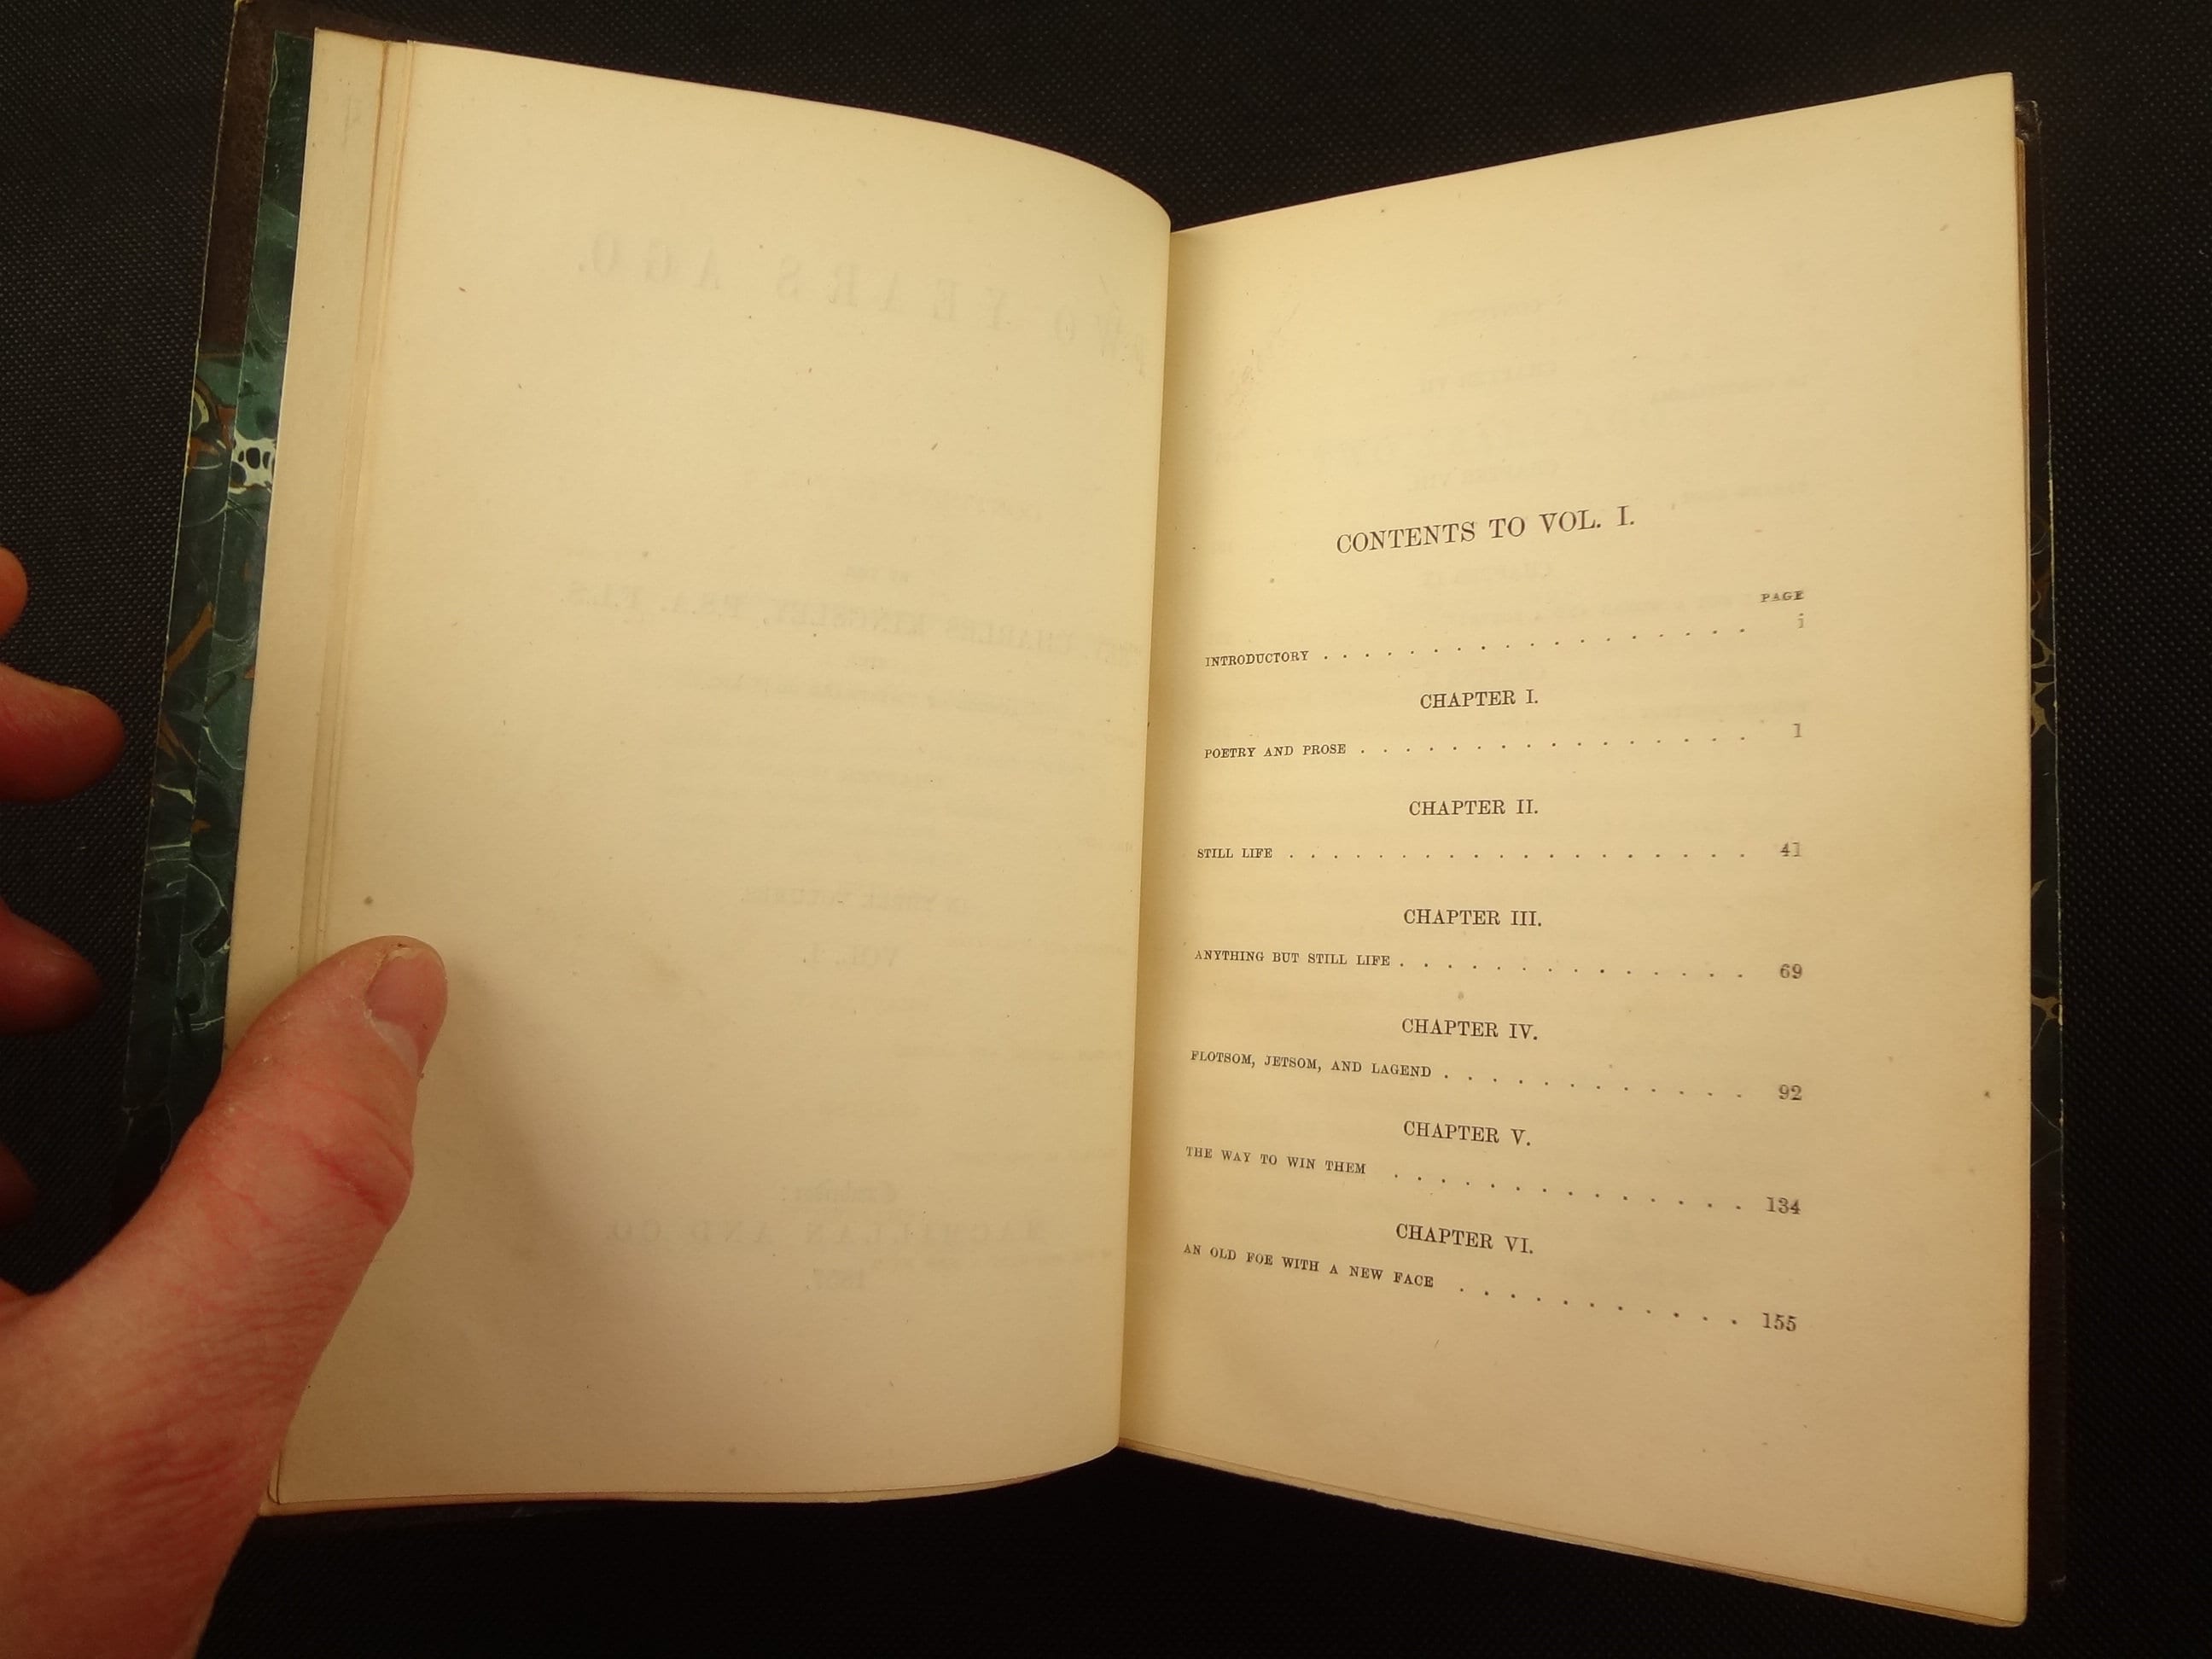 CONTENTS TO VOL. I.
PAGE
INTRODUCTORY . . . . . . . . . . . . . . . . i
CHAPTER I.
POETRY AND PROSE . . . . . . . . . . . . . . . 1
CHAPTER II.
STILL LIFE . . . . . . . . . . . . . . . . . 41
CHAPTER III.
ANYTHING BUT STILL LIFE . . . . . . . . . . . . . 69
CHAPTER IV.
FLOTSOM, JETSOM, AND LAGEND . . . . . . . . . . . . 92
CHAPTER V.
THE WAY TO WIN THEM . . . . . . . . . . . . . 134
CHAPTER VI.
AN OLD FOE WITH A NEW FACE . . . . . . . . . . . 155